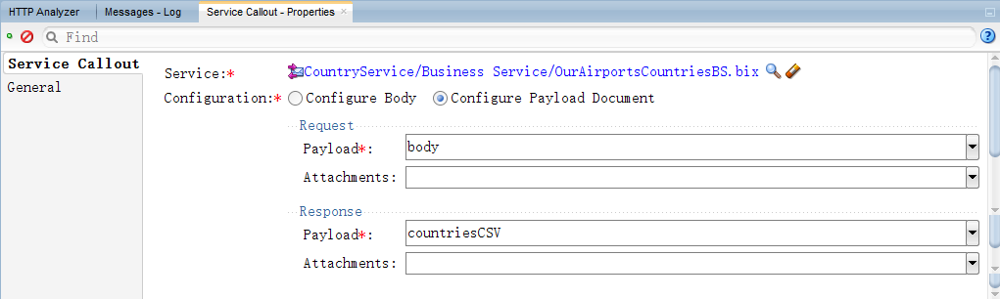 HTTP Analyzer Messages - Log Service Callout - Properties
Find
Service Callout
General
Service:* CountryService/Business Service/OurAirportsCountriesBS.bix
Configuration:* Configure Body Configure Payload Document
Request
Payload*: body
Attachments:
Response
Payload*: countriesCSV
Attachments: